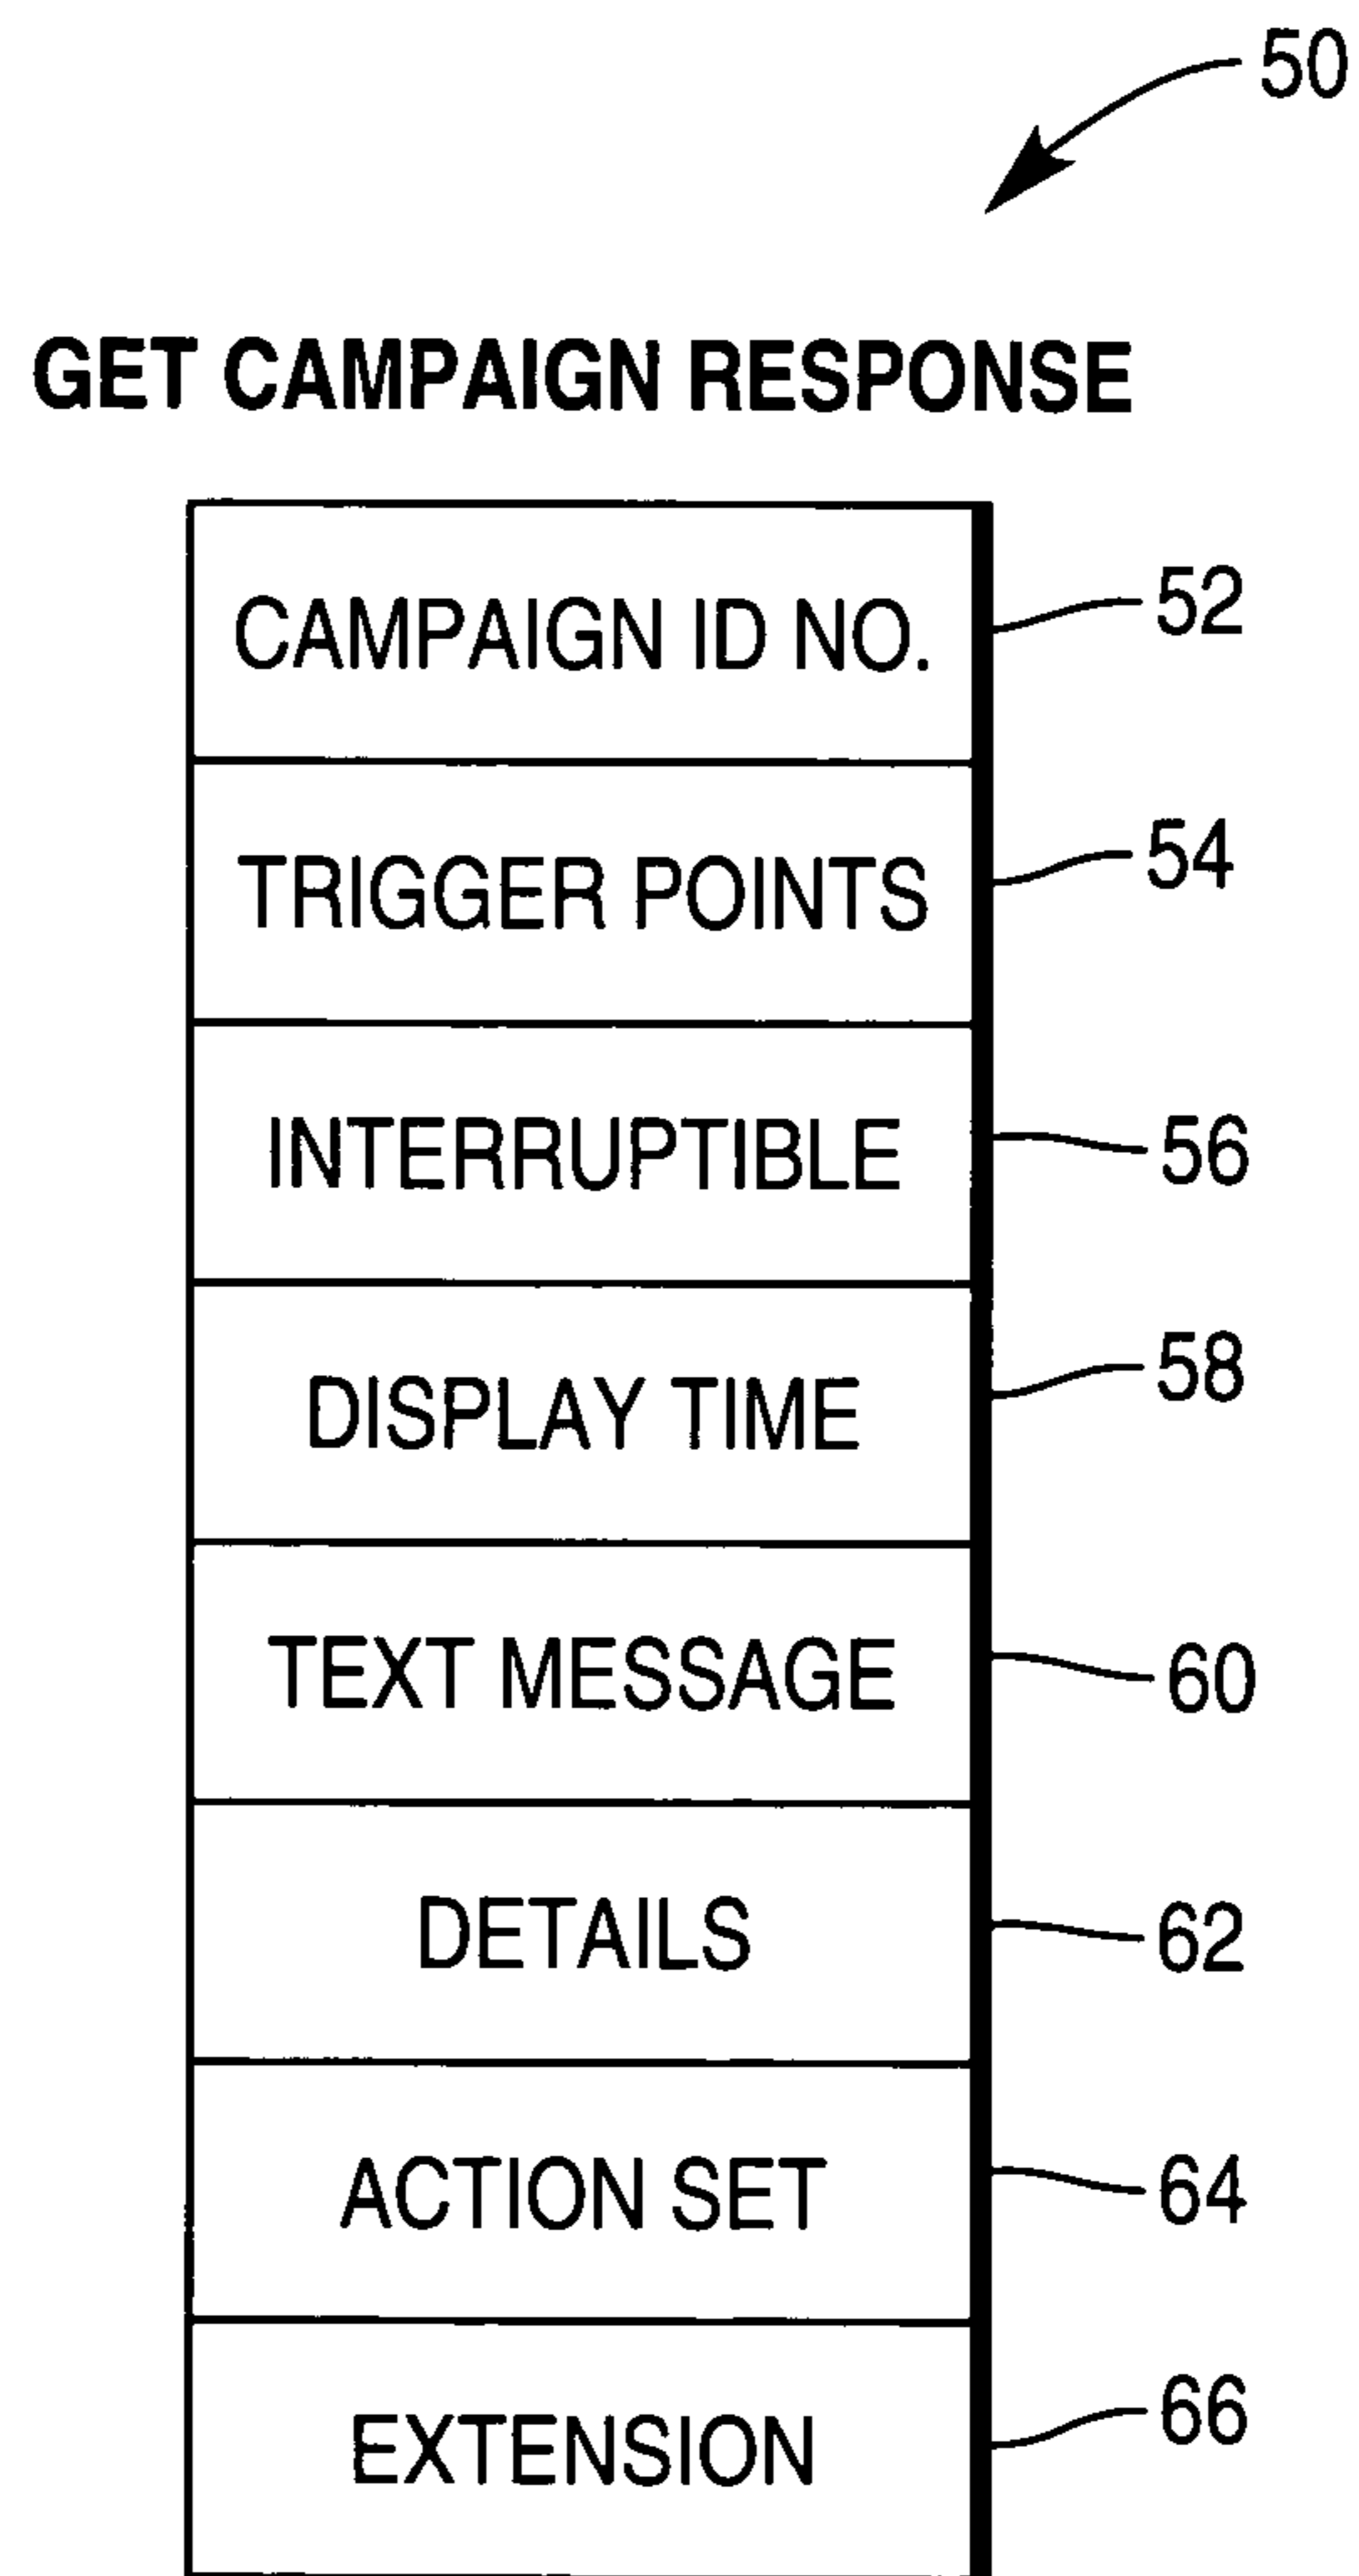 50
GET CAMPAIGN RESPONSE
CAMPAIGN ID NO.
52
TRIGGER POINTS
54
INTERRUPTIBLE
56
DISPLAY TIME
58
TEXT MESSAGE
60
DETAILS
62
ACTION SET
64
EXTENSION
66